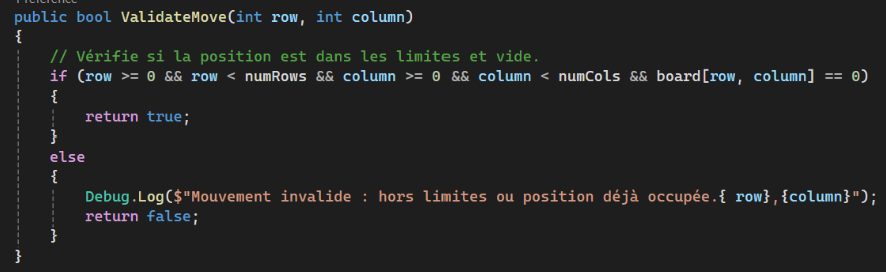 public bool ValidateMove(int row, int column)
{
    // Vérifie si la position est dans les limites et vide.
    if (row >= 0 && row < numRows && column >= 0 && column < numCols && board[row, column] == 0)
    {
        return true;
    }
    else
    {
        Debug.Log($"Mouvement invalide : hors limites ou position déjà occupée.{ row},{column}");
        return false;
    }
}